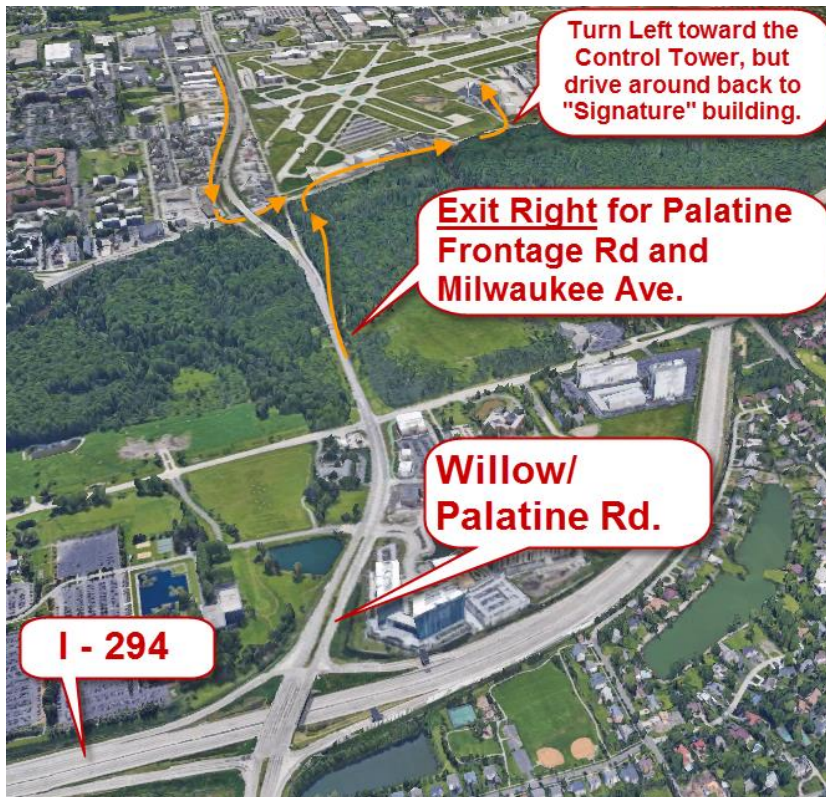 Turn Left toward the
Control Tower, but
drive around back to
"Signature" building.
Exit Right for Palatine
Frontage Rd and
Milwaukee Ave.
Willow/
Palatine Rd.
I - 294